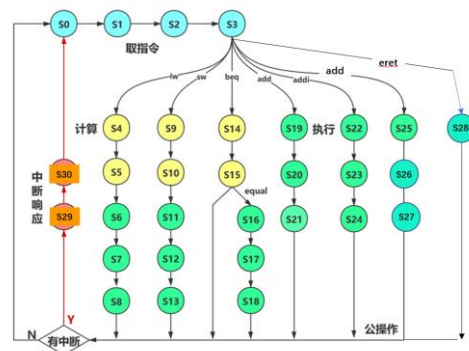 S0 S1 S2 S3
取指令
eret
lw sw beq add addi add
计算 S4 S9 S14 S19 执行 S22 S25 S28
中断响应
S30 S5 S10 S15 S20 S23 S26
equal
S29 S6 S11 S16 S21 S24 S27
S7 S12 S17
S8 S13 S18
N Y
有中断
公操作